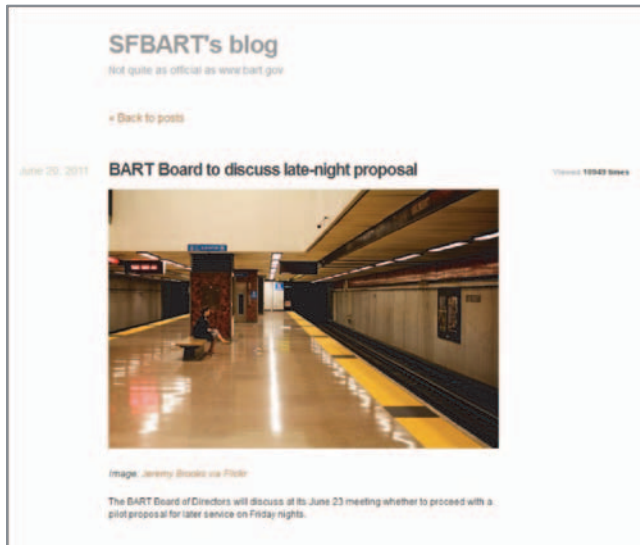 SFBART's blog
Not quite as official as www.bart.gov
« Back to posts
June 20, 2011
BART Board to discuss late-night proposal
Viewed times
Image: Jeremy Brooks via Flickr
The BART Board of Directors will discuss at its June 23 meeting whether to proceed with a
pilot proposal for later service on Friday nights.